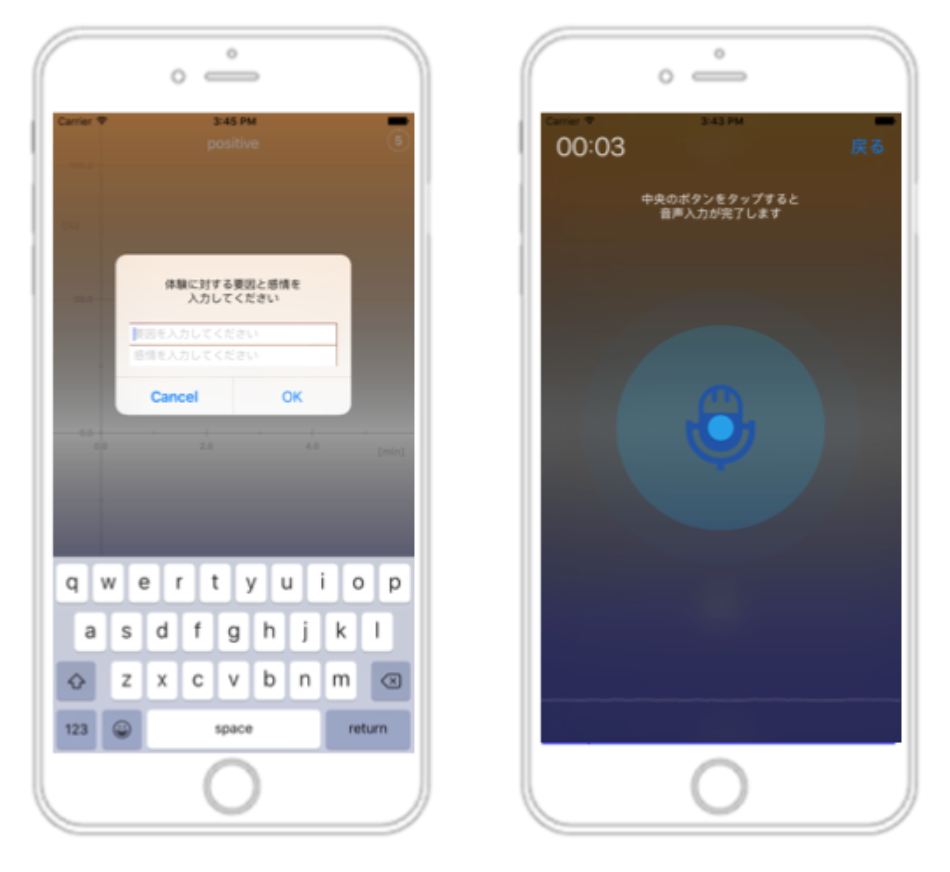 Carrier
3:45 PM
positive
5
体験に対する要因と感情を
入力してください
要因を入力してください
感情を入力してください
Cancel
OK
0.0
0.0
2.0
4.0
[min]
q w e r t y u i o p
a s d f g h j k l
z x c v b n m
123
space
return
Carrier
3:43 PM
00:03
戻る
中央のボタンをタップすると
音声入力が完了します